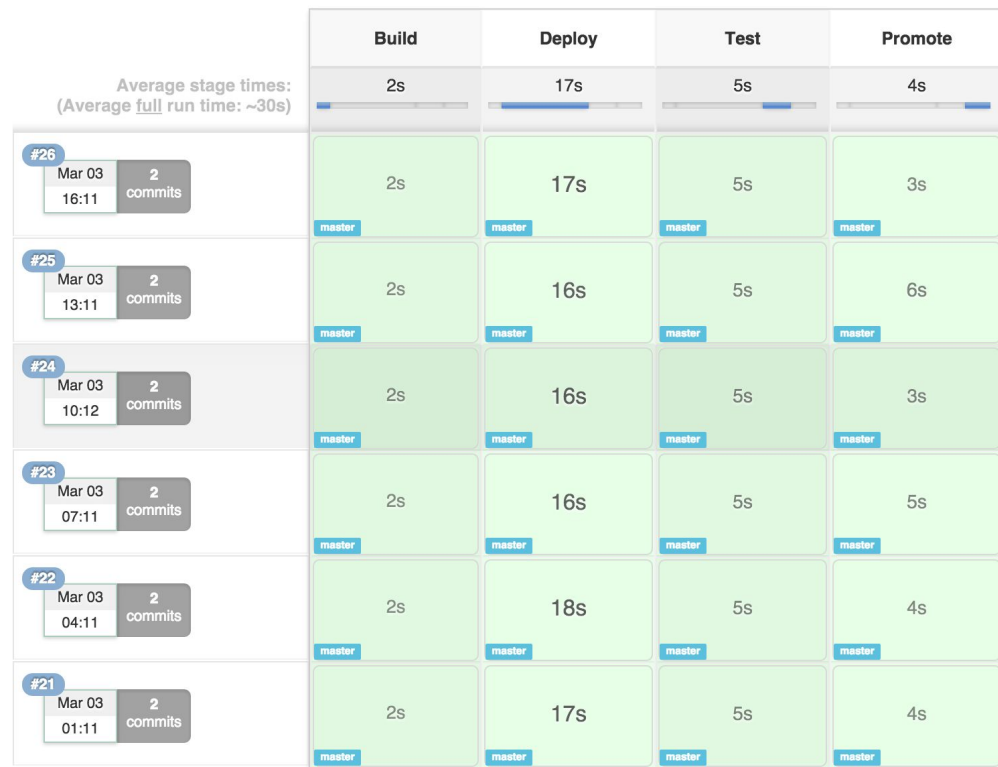 Build Deploy Test Promote
Average stage times:
(Average full run time: ~30s)
2s 17s 5s 4s
#26
Mar 03
16:11
2
commits
2s 17s 5s 3s
master master master master
#25
Mar 03
13:11
2
commits
2s 16s 5s 6s
master master master master
#24
Mar 03
10:12
2
commits
2s 16s 5s 3s
master master master master
#23
Mar 03
07:11
2
commits
2s 16s 5s 5s
master master master master
#22
Mar 03
04:11
2
commits
2s 18s 5s 4s
master master master master
#21
Mar 03
01:11
2
commits
2s 17s 5s 4s
master master master master